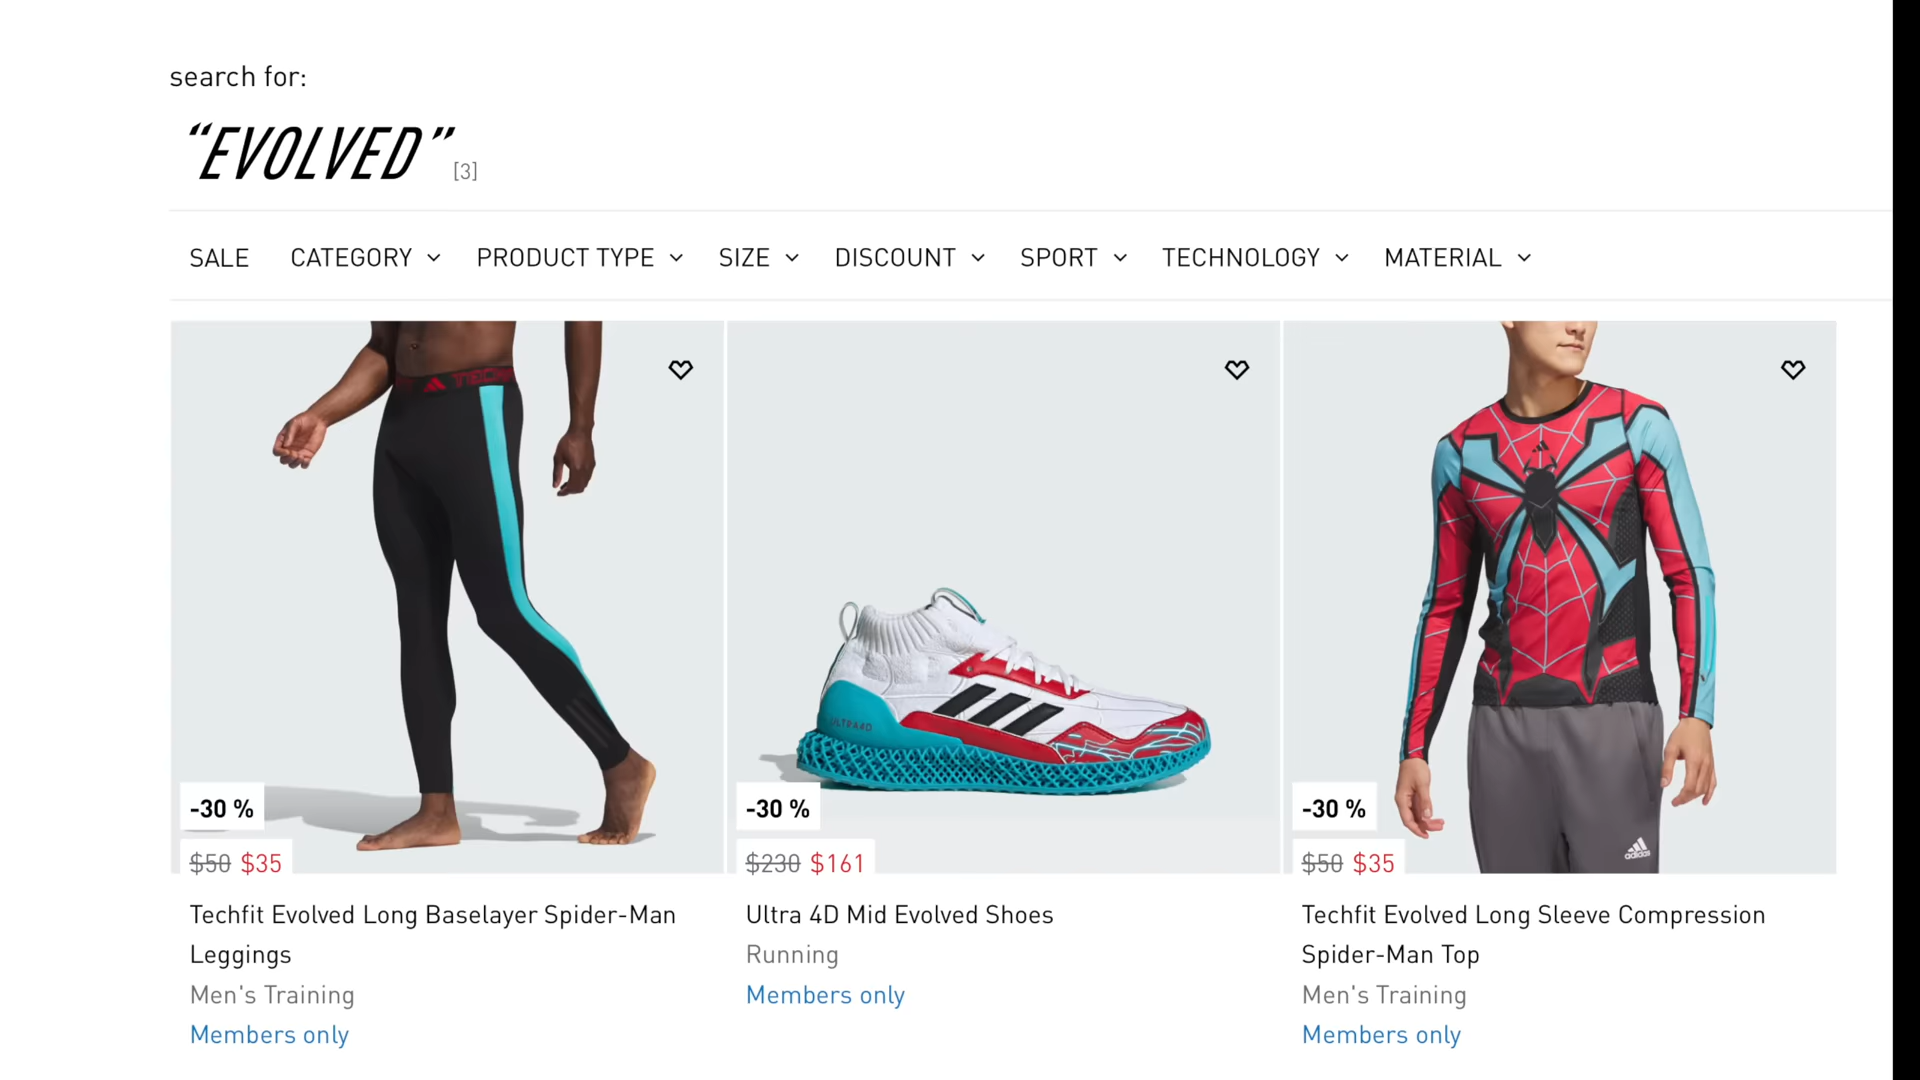 search for:
“EVOLVED” [3]
SALE CATEGORY PRODUCT TYPE SIZE DISCOUNT SPORT TECHNOLOGY MATERIAL
-30 %
$50 $35
Techfit Evolved Long Baselayer Spider-Man
Leggings
Men's Training
Members only
ULTRA4D
-30 %
$230 $161
Ultra 4D Mid Evolved Shoes
Running
Members only
adidas
-30 %
$50 $35
Techfit Evolved Long Sleeve Compression
Spider-Man Top
Men's Training
Members only